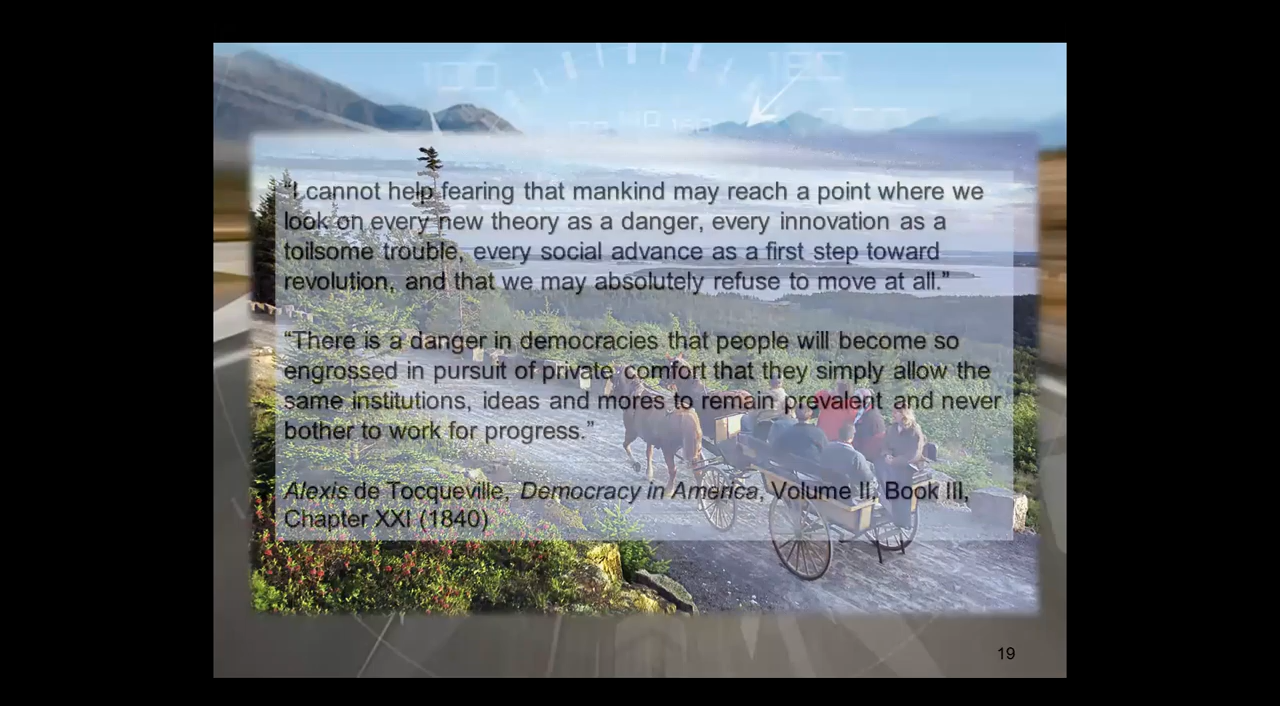 100
180
“I cannot help fearing that mankind may reach a point where we
look on every new theory as a danger, every innovation as a
toilsome trouble, every social advance as a first step toward
revolution, and that we may absolutely refuse to move at all.”
“There is a danger in democracies that people will become so
engrossed in pursuit of private comfort that they simply allow the
same institutions, ideas and mores to remain prevalent and never
bother to work for progress.”
Alexis de Tocqueville, Democracy in America, Volume II, Book III,
Chapter XXI (1840)
19